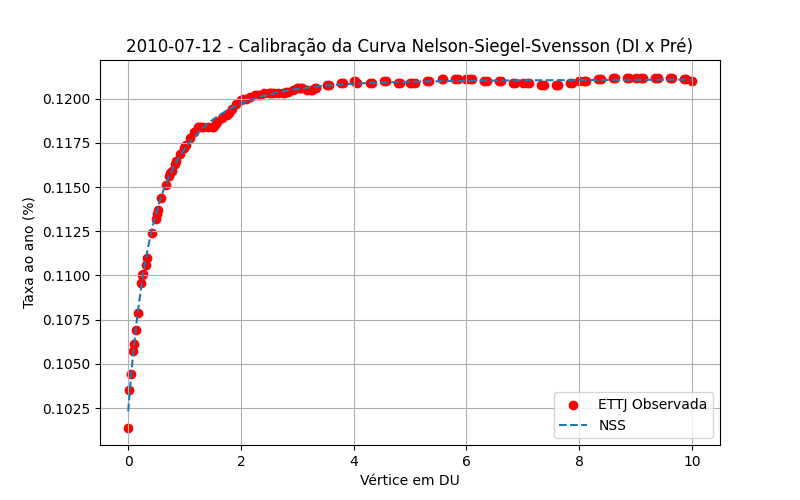 2010-07-12 - Calibração da Curva Nelson-Siegel-Svensson (DI x Pré)
Taxa ao ano (%)
0.1200
0.1175
0.1150
0.1125
0.1100
0.1075
0.1050
0.1025
ETTJ Observada
NSS
0 2 4 6 8 10
Vértice em DU